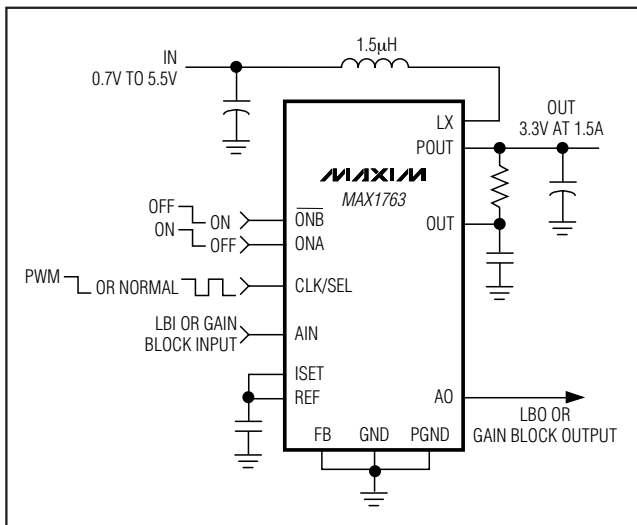 1.5µH
IN
0.7V TO 5.5V
LX
OUT
3.3V AT 1.5A
POUT
MAXIM
MAX1763
OFF
ON
ONB
OUT
ON
OFF
ONA
PWM
OR NORMAL
CLK/SEL
LBI OR GAIN
BLOCK INPUT
AIN
ISET
REF
AO
LBO OR
GAIN BLOCK OUTPUT
FB GND PGND